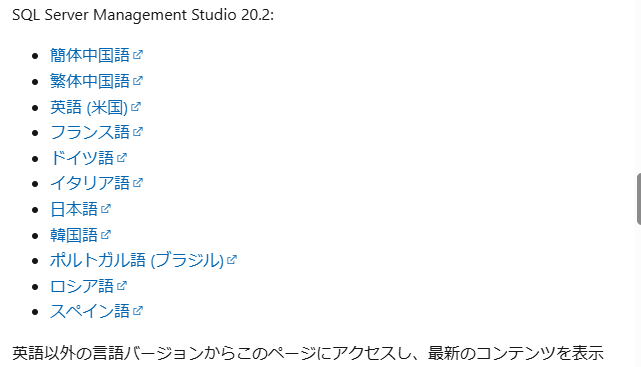 SQL Server Management Studio 20.2:
簡体中国語
繁体中国語
英語 (米国)
フランス語
ドイツ語
イタリア語
日本語
韓国語
ポルトガル語 (ブラジル)
ロシア語
スペイン語
英語以外の言語バージョンからこのページにアクセスし、最新のコンテンツを表示